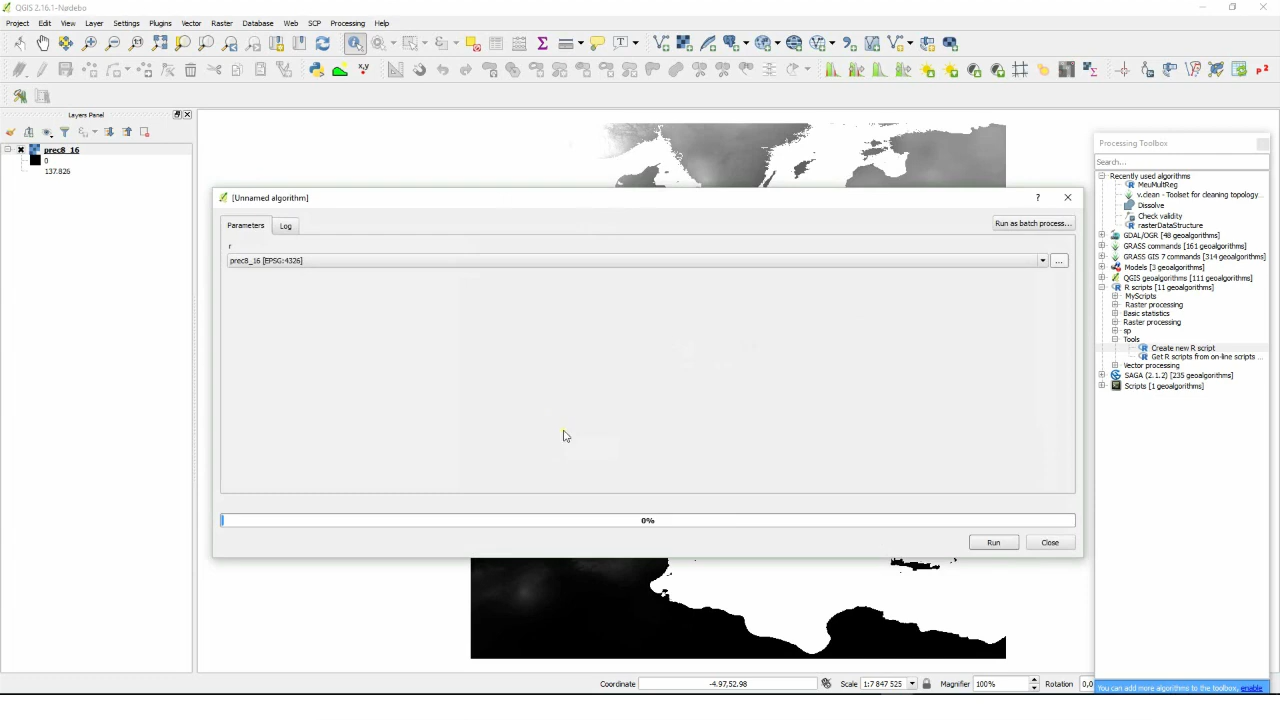 QGIS 2.16.1-Nødebo
Project Edit View Layer Settings Plugins Vector Raster Database Web SCP Processing Help
Layers Panel
prec8_16
0
137.826
[Unnamed algorithm]
Parameters Log Run as batch process...
r
prec8_16 [EPSG:4326]
...
0%
Run Close
Processing Toolbox
Search...
Recently used algorithms
MeuMultReg
v.clean - Toolset for cleaning topology...
Dissolve
Check validity
rasterDataStructure
GDAL/OGR [48 geoalgorithms]
GRASS commands [161 geoalgorithms]
GRASS GIS 7 commands [314 geoalgorithms]
Models [3 geoalgorithms]
QGIS geoalgorithms [111 geoalgorithms]
R scripts [11 geoalgorithms]
MyScripts
Raster processing
Basic statistics
Raster processing
sp
Tools
Create new R script
Get R scripts from on-line scripts ...
Vector processing
SAGA (2.1.2) [235 geoalgorithms]
Scripts [1 geoalgorithms]
You can add more algorithms to the toolbox, enable
Coordinate -4.97,52.98 Scale 1:7 847 525 Magnifier 100% Rotation 0,0